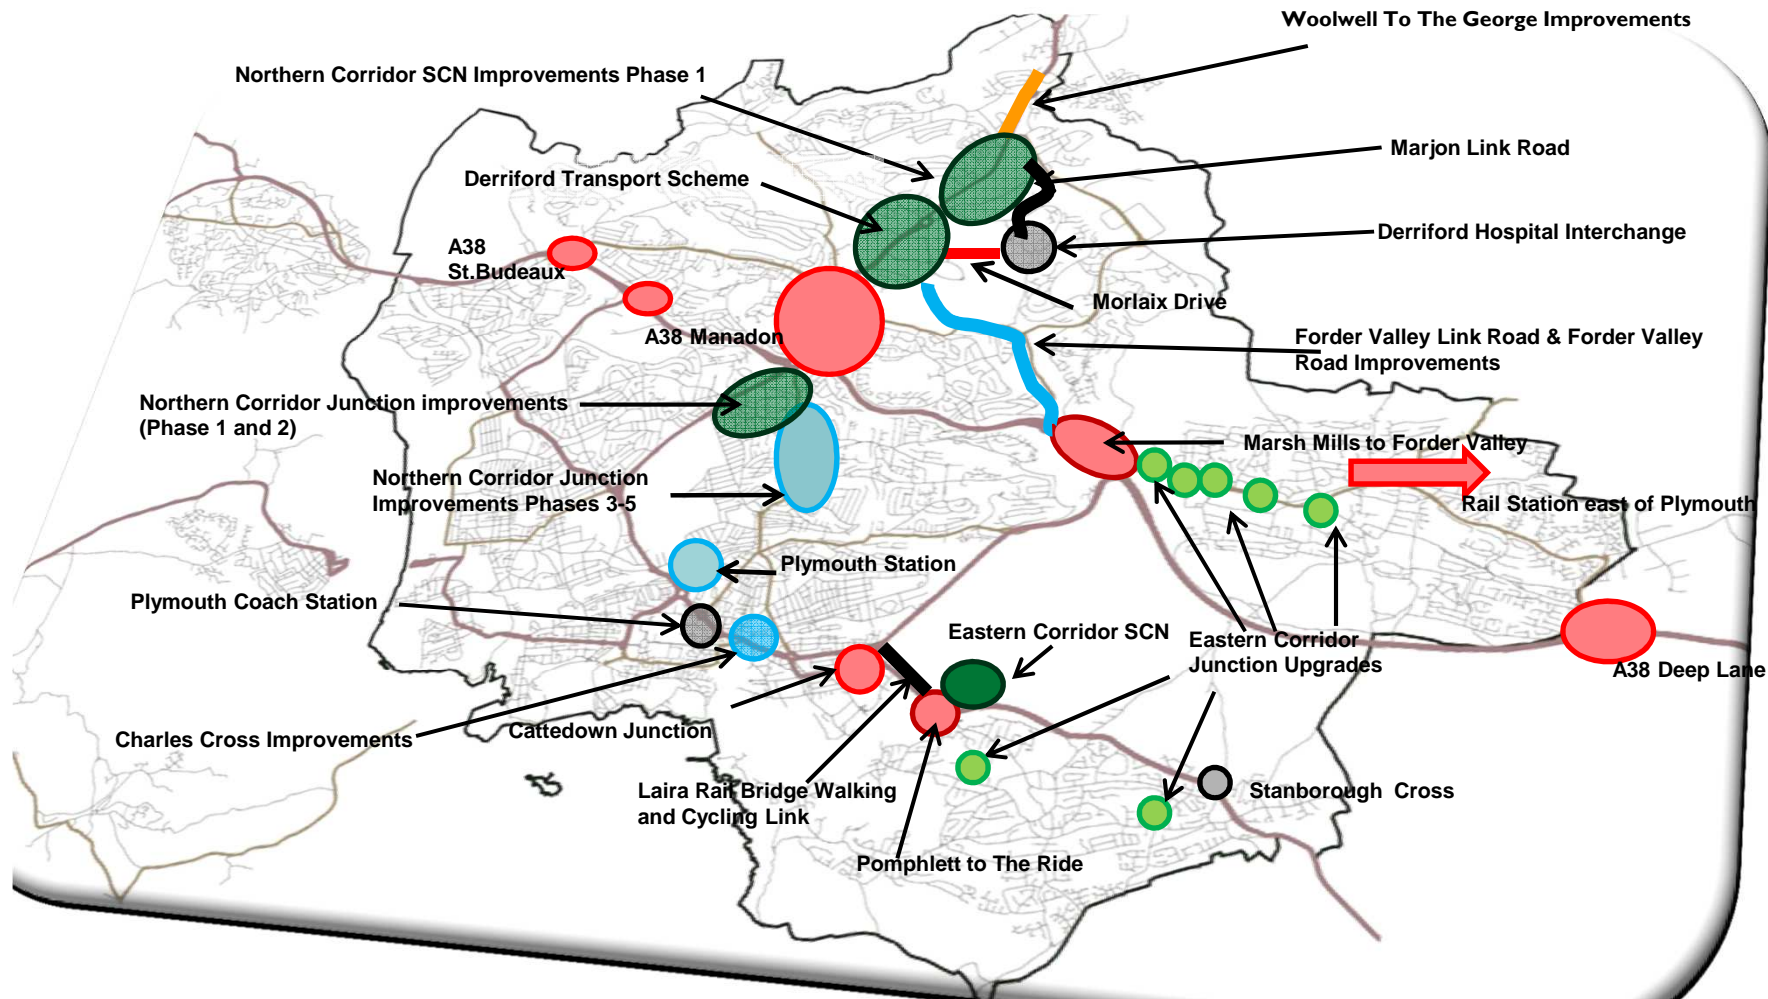 Woolwell To The George Improvements
Northern Corridor SCN Improvements Phase 1
Marjon Link Road
Derriford Transport Scheme
Derriford Hospital Interchange
A38
St.Budeaux
Morlaix Drive
A38 Manadon
Forder Valley Link Road & Forder Valley
Road Improvements
Northern Corridor Junction improvements
(Phase 1 and 2)
Marsh Mills to Forder Valley
Northern Corridor Junction
Improvements Phases 3-5
Rail Station east of Plymouth
Plymouth Station
Plymouth Coach Station
Eastern Corridor SCN
Eastern Corridor
Junction Upgrades
A38 Deep Lane
Cattedown Junction
Charles Cross Improvements
Laira Rail Bridge Walking
and Cycling Link
Stanborough Cross
Pomphlett to The Ride